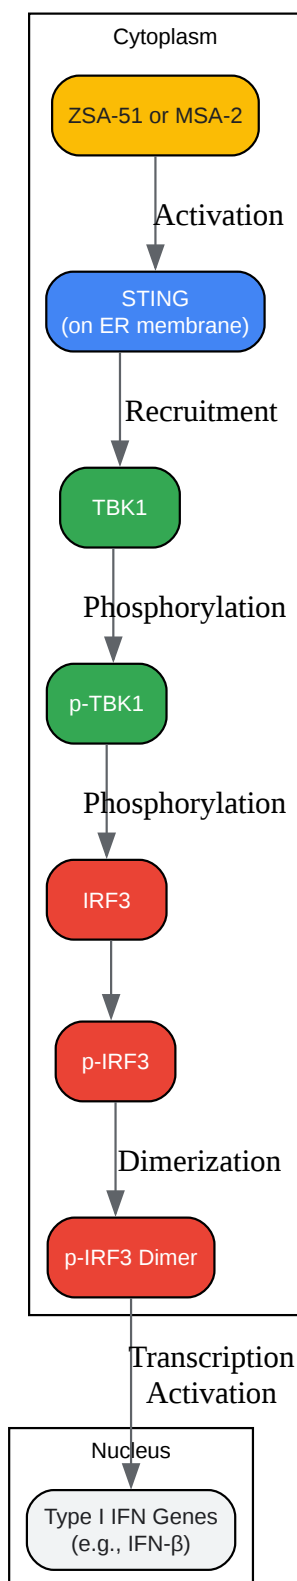 Cytoplasm
ZSA-51 or MSA-2
Activation
STING
(on ER membrane)
Recruitment
TBK1
Phosphorylation
p-TBK1
Phosphorylation
IRF3
p-IRF3
Dimerization
p-IRF3 Dimer
Transcription
Activation
Nucleus
Type I IFN Genes
(e.g., IFN-β)